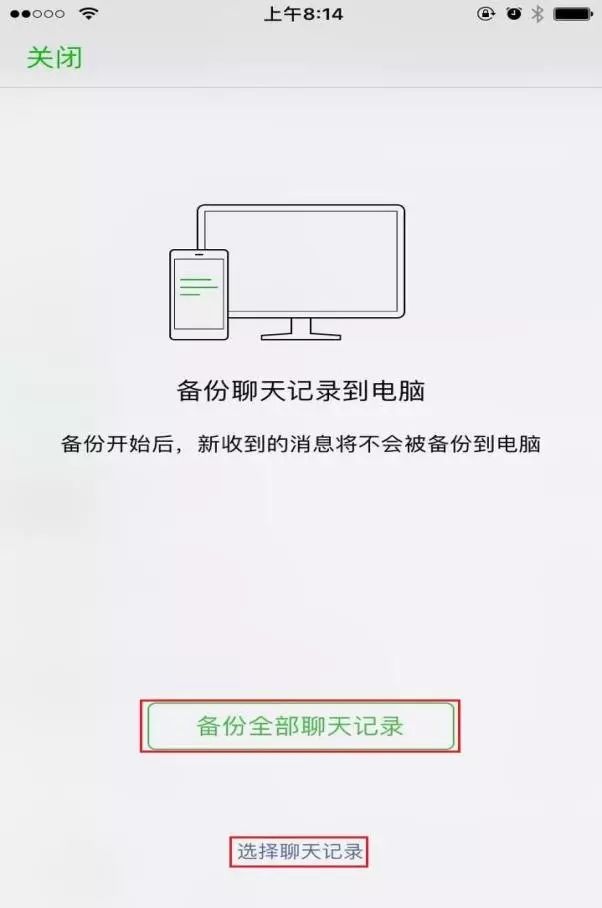 上午8:14
关闭
备份聊天记录到电脑
备份开始后，新收到的消息将不会被备份到电脑
备份全部聊天记录
选择聊天记录